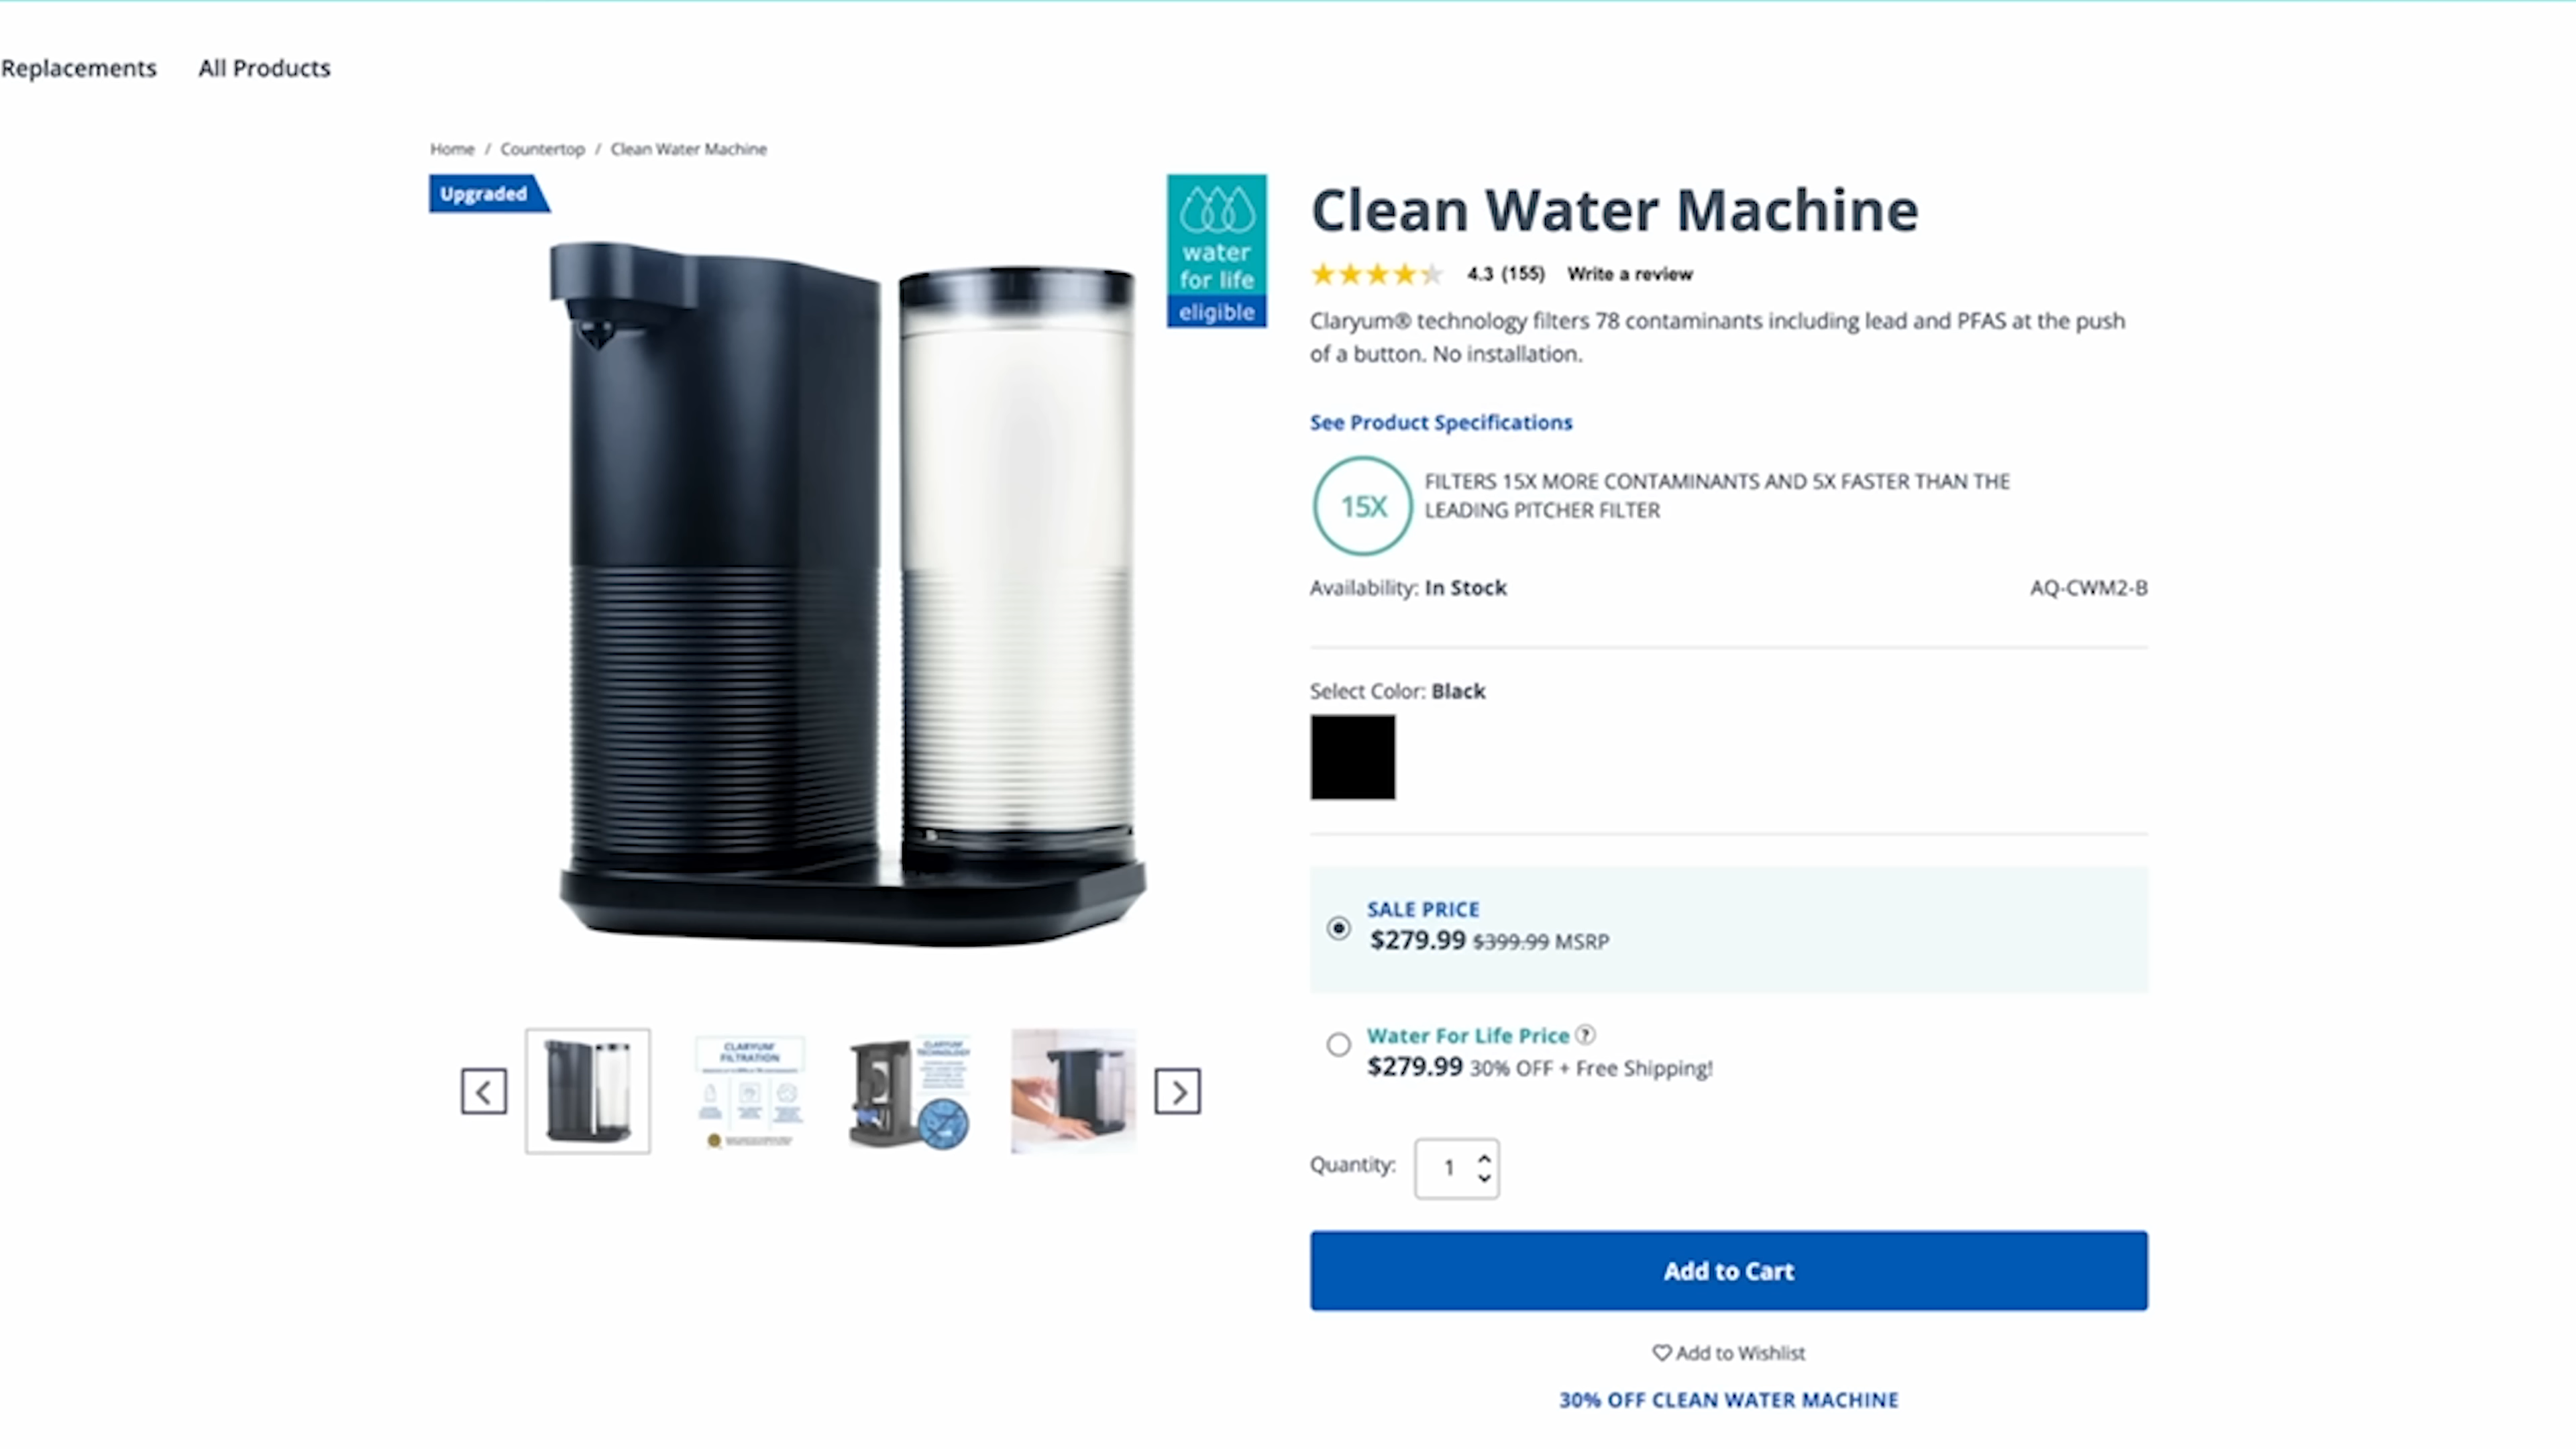 Replacements All Products
Home / Countertop / Clean Water Machine
Upgraded
water
for life
eligible
Clean Water Machine
4.3 (155) Write a review
Claryum® technology filters 78 contaminants including lead and PFAS at the push
of a button. No installation.
See Product Specifications
15X
FILTERS 15X MORE CONTAMINANTS AND 5X FASTER THAN THE
LEADING PITCHER FILTER
Availability: In Stock AQ-CWM2-B
Select Color: Black
SALE PRICE
$279.99 $399.99 MSRP
Water For Life Price ?
$279.99 30% OFF + Free Shipping!
CLARYUM
FILTRATION
CLARYUM
TECHNOLOGY
Quantity: 1
Add to Cart
Add to Wishlist
30% OFF CLEAN WATER MACHINE